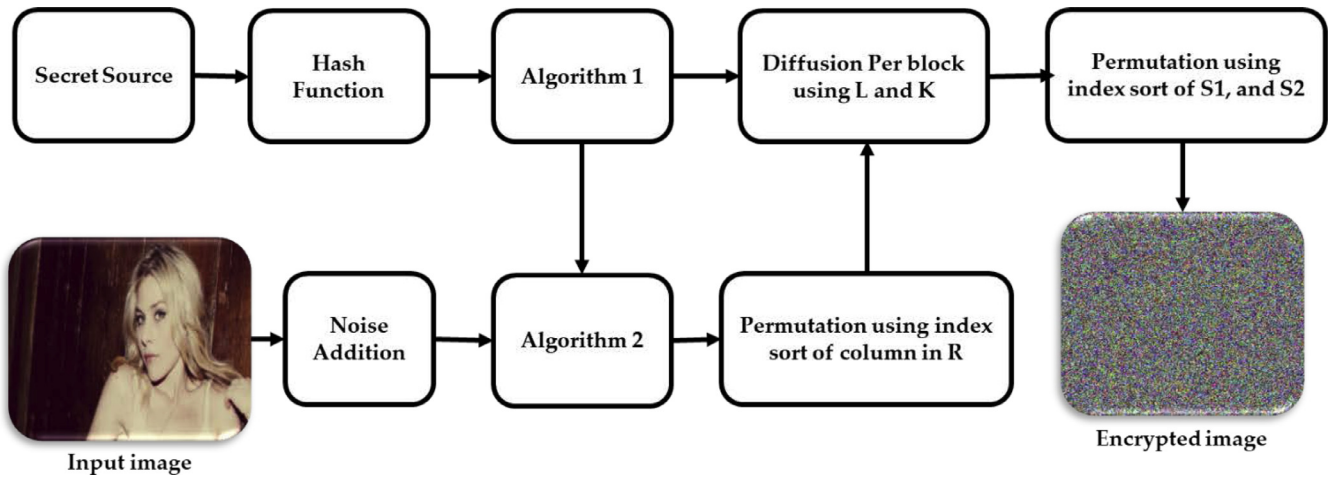 Secret Source
Hash
Function
Algorithm 1
Diffusion Per block
using L and K
Permutation using
index sort of S1, and S2
Noise
Addition
Algorithm 2
Permutation using index
sort of column in R
Input image
Encrypted image